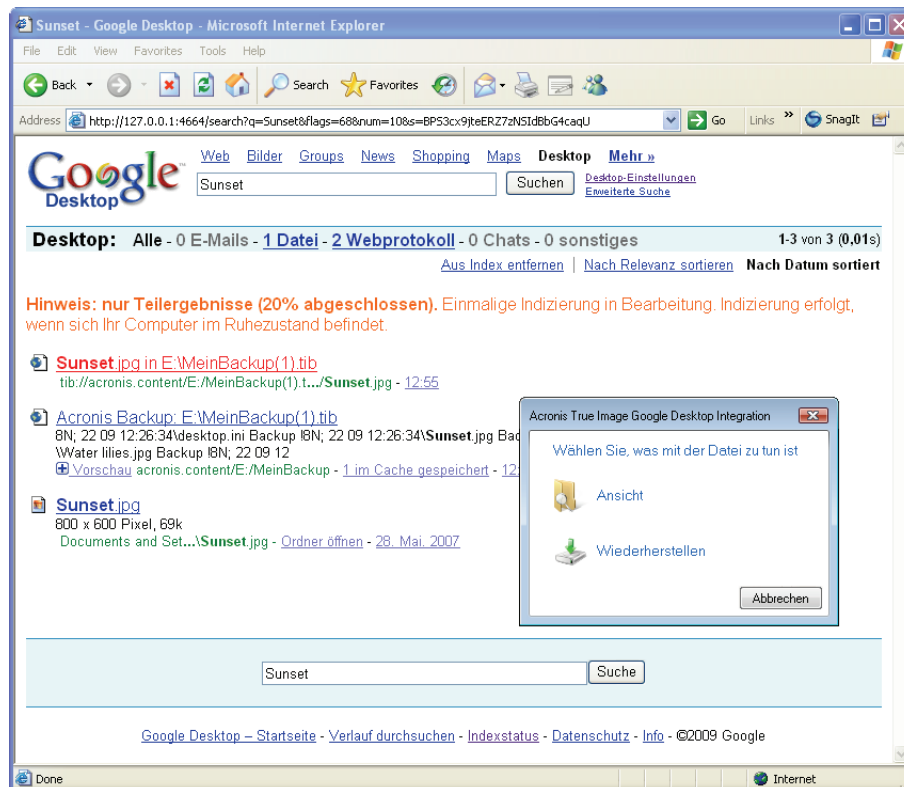 Sunset - Google Desktop - Microsoft Internet Explorer
File Edit View Favorites Tools Help
Back Search Favorites
Address http://127.0.0.1:4664/search?q=Sunset&flags=68&num=10&s=BPS3cx9jteERZ7zNSIdBbG4caqU Go Links » SnagIt
Google™ Desktop
Web Bilder Groups News Shopping Maps Desktop Mehr »
Sunset Suchen Desktop-Einstellungen
Erweiterte Suche
Desktop: Alle - 0 E-Mails - 1 Datei - 2 Webprotokoll - 0 Chats - 0 sonstiges 1-3 von 3 (0,01s)
Aus Index entfernen | Nach Relevanz sortieren Nach Datum sortiert
Hinweis: nur Teilergebnisse (20% abgeschlossen). Einmalige Indizierung in Bearbeitung. Indizierung erfolgt,
wenn sich Ihr Computer im Ruhezustand befindet.
Sunset.jpg in E:\MeinBackup(1).tib
tib://acronis.content/E:/MeinBackup(1).t.../Sunset.jpg - 12:55
Acronis Backup: E:\MeinBackup(1).tib
8N; 22 09 12:26:34\desktop.ini Backup !8N; 22 09 12:26:34\Sunset.jpg Bac
\Water lilies.jpg Backup !8N; 22 09 12
Vorschau acronis.content/E:/MeinBackup - 1 im Cache gespeichert - 12:
Sunset.jpg
800 x 600 Pixel, 69k
Documents and Set...\Sunset.jpg - Ordner öffnen - 28. Mai. 2007
Acronis True Image Google Desktop Integration
Wählen Sie, was mit der Datei zu tun ist
Ansicht
Wiederherstellen
Abbrechen
Sunset Suche
Google Desktop – Startseite - Verlauf durchsuchen - Indexstatus - Datenschutz - Info - ©2009 Google
Done Internet